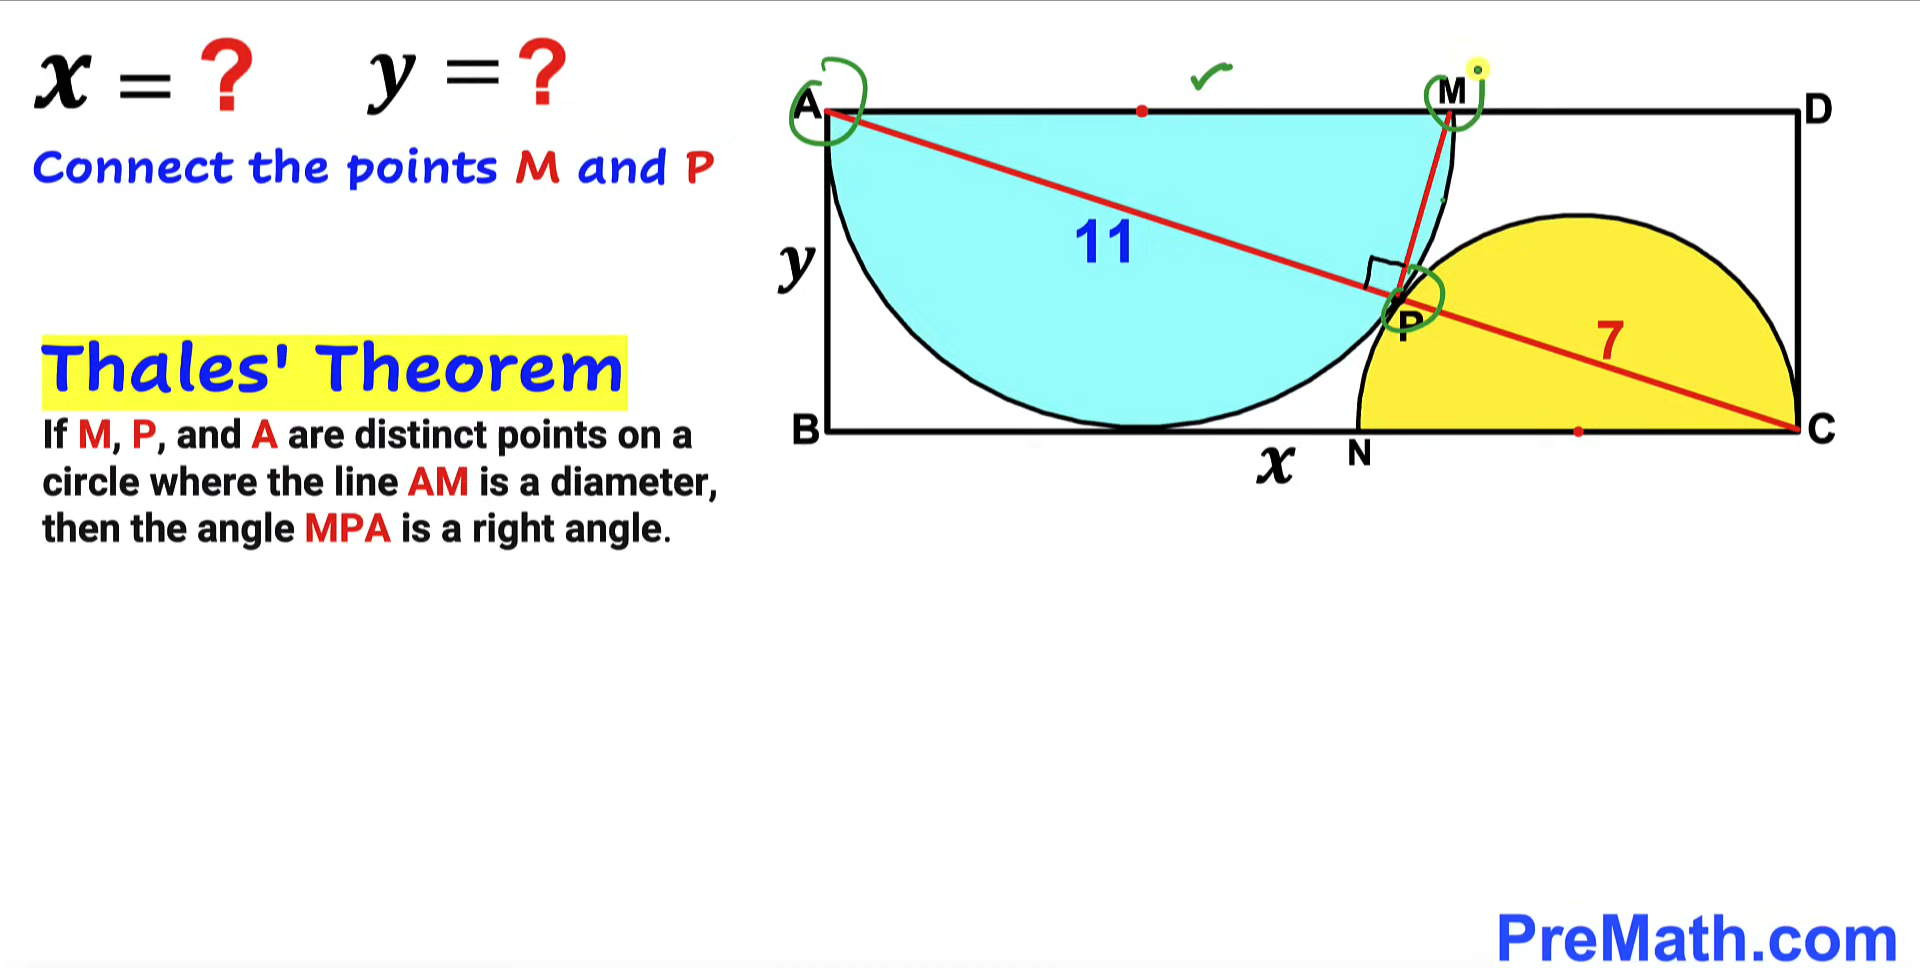 x = ? y = ?
Connect the points M and P
Thales' Theorem
If M, P, and A are distinct points on a
circle where the line AM is a diameter,
then the angle MPA is a right angle.
A M D
11
y
P 7
B C
x N
PreMath.com